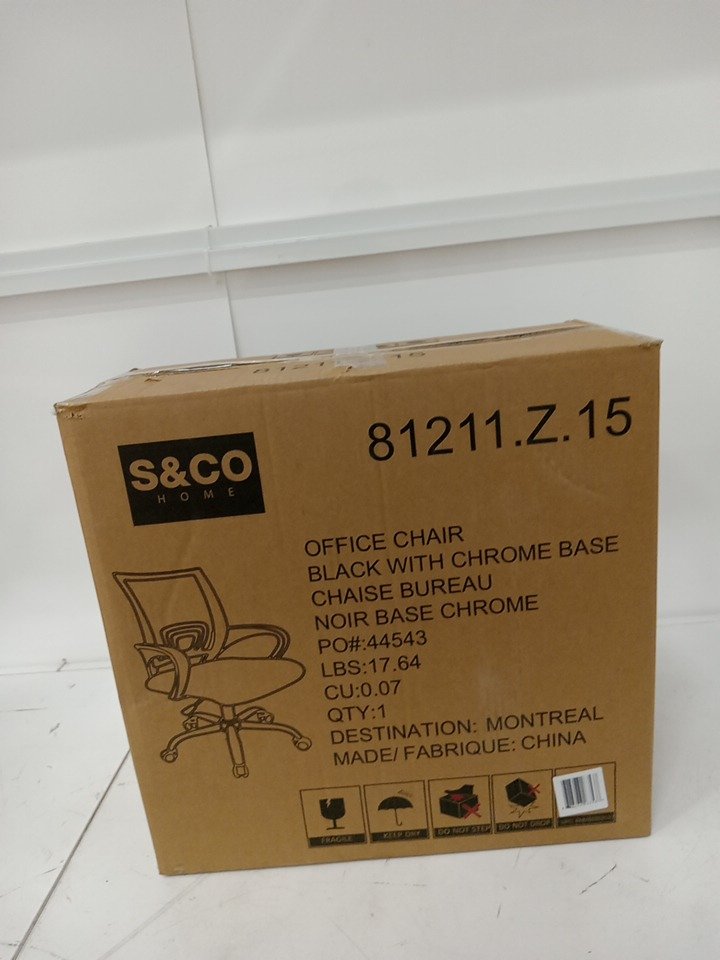 81211.Z.15
S&CO
HOME
OFFICE CHAIR
BLACK WITH CHROME BASE
CHAISE BUREAU
NOIR BASE CHROME
PO#:44543
LBS:17.64
CU:0.07
QTY:1
DESTINATION: MONTREAL
MADE/ FABRIQUE: CHINA
FRAGILE
KEEP DRY
DO NOT STEP
DO NOT DROP